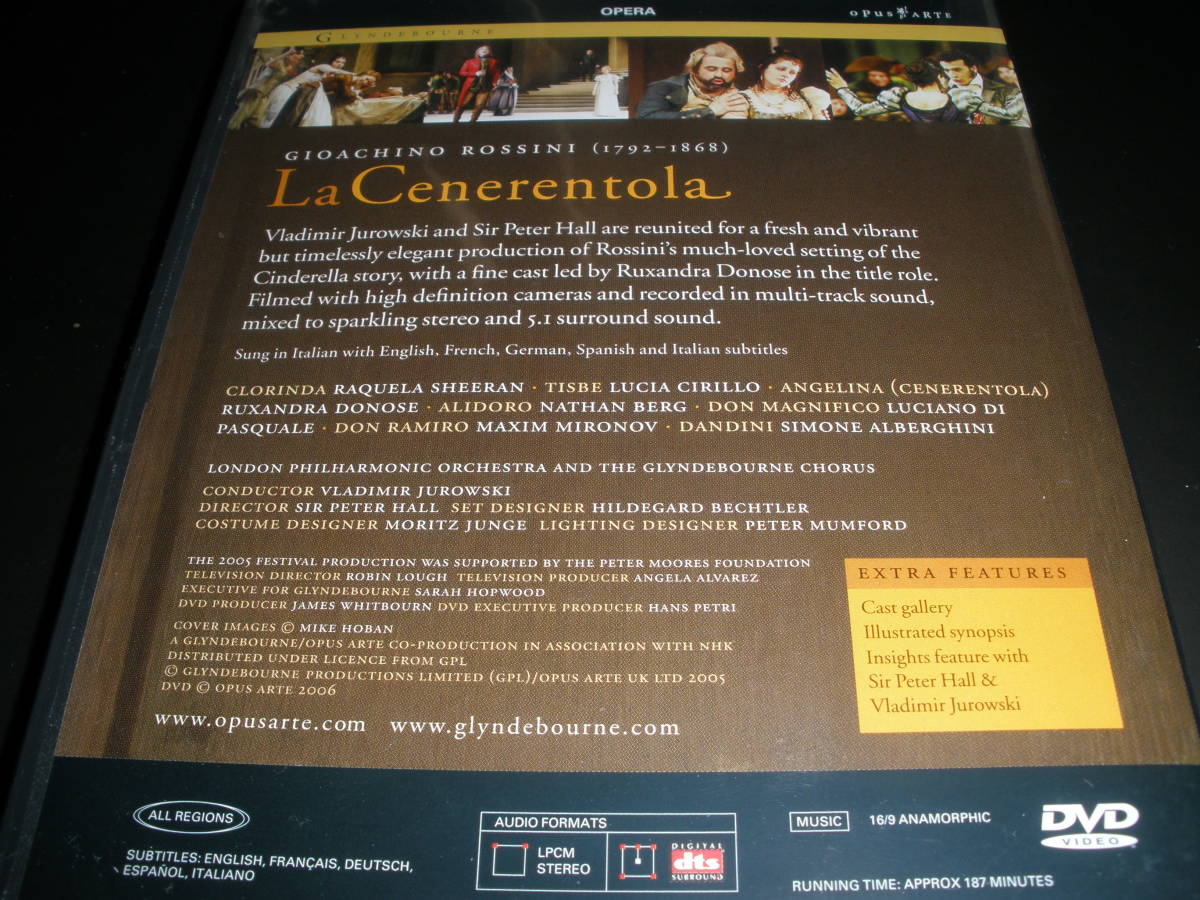 OPERA
OPUS ARTE
GLYNDEBOURNE
GIOACHINO ROSSINI (1792–1868)
La Cenerentola
Vladimir Jurowski and Sir Peter Hall are reunited for a fresh and vibrant
but timelessly elegant production of Rossini's much-loved setting of the
Cinderella story, with a fine cast led by Ruxandra Donose in the title role.
Filmed with high definition cameras and recorded in multi-track sound,
mixed to sparkling stereo and 5.1 surround sound.
Sung in Italian with English, French, German, Spanish and Italian subtitles
CLORINDA RAQUELA SHEERAN · TISBE LUCIA CIRILLO · ANGELINA (CENERENTOLA)
RUXANDRA DONOSE · ALIDORO NATHAN BERG · DON MAGNIFICO LUCIANO DI
PASQUALE · DON RAMIRO MAXIM MIRONOV · DANDINI SIMONE ALBERGHINI
LONDON PHILHARMONIC ORCHESTRA AND THE GLYNDEBOURNE CHORUS
CONDUCTOR VLADIMIR JUROWSKI
DIRECTOR SIR PETER HALL SET DESIGNER HILDEGARD BECHTLER
COSTUME DESIGNER MORITZ JUNGE LIGHTING DESIGNER PETER MUMFORD
THE 2005 FESTIVAL PRODUCTION WAS SUPPORTED BY THE PETER MOORES FOUNDATION
TELEVISION DIRECTOR ROBIN LOUGH TELEVISION PRODUCER ANGELA ALVAREZ
EXECUTIVE FOR GLYNDEBOURNE SARAH HOPWOOD
DVD PRODUCER JAMES WHITBOURN DVD EXECUTIVE PRODUCER HANS PETRI
COVER IMAGES © MIKE HOBAN
A GLYNDEBOURNE/OPUS ARTE CO-PRODUCTION IN ASSOCIATION WITH NHK
DISTRIBUTED UNDER LICENCE FROM GPL
© GLYNDEBOURNE PRODUCTIONS LIMITED (GPL)/OPUS ARTE UK LTD 2005
DVD © OPUS ARTE 2006
www.opusarte.com www.glyndebourne.com
EXTRA FEATURES
Cast gallery
Illustrated synopsis
Insights feature with
Sir Peter Hall &
Vladimir Jurowski
ALL REGIONS
SUBTITLES: ENGLISH, FRANÇAIS, DEUTSCH,
ESPAÑOL, ITALIANO
AUDIO FORMATS
LPCM
STEREO
DIGITAL
dts
SURROUND
MUSIC
16/9 ANAMORPHIC
DVD
VIDEO
RUNNING TIME: APPROX 187 MINUTES